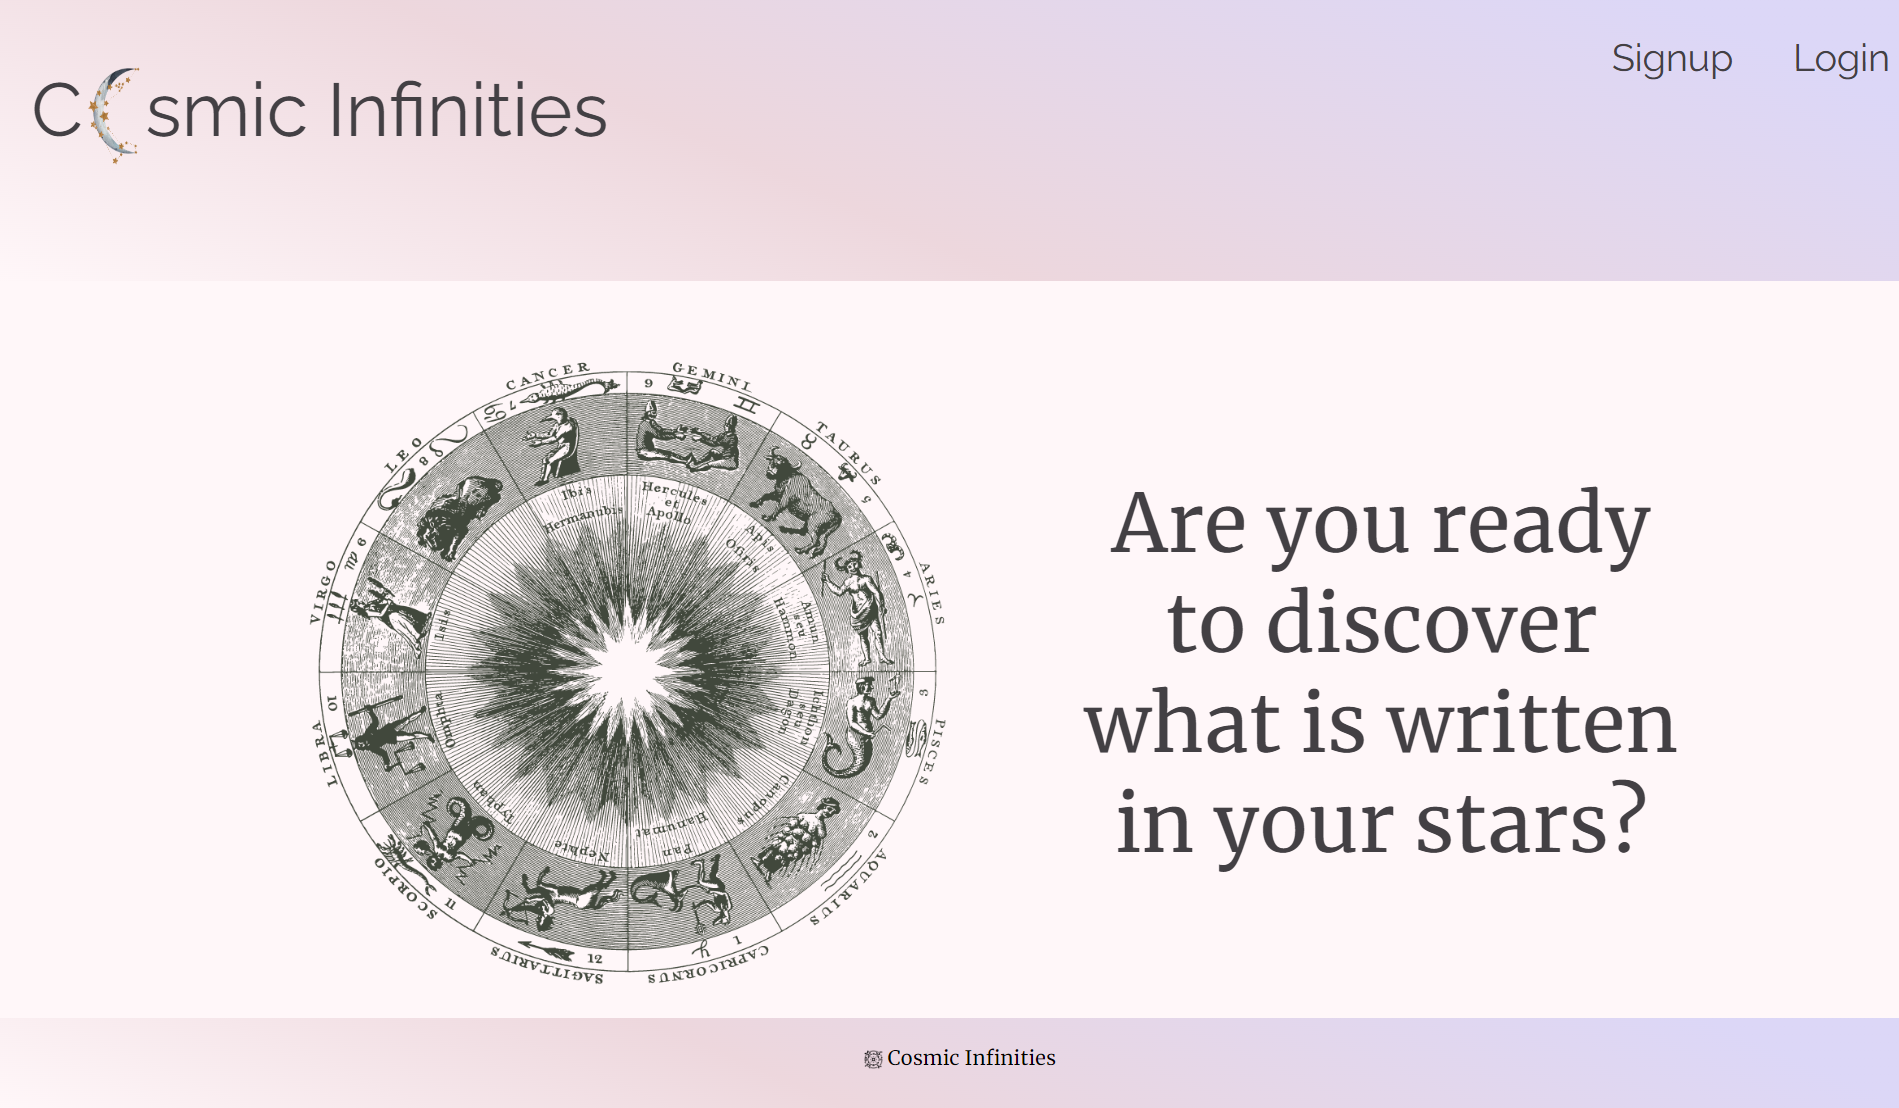 Signup Login
C smic Infinities
CANCER
GEMINI
6
7
TAURUS
LEO
8
5
Ibis
Hermanubis
Hercules
et
Apollo
Apis
Osiris
VIRGO
9
ARIES
4
Isis
Amun
seu
Hammon
Are you ready
to discover
what is written
in your stars?
LIBRA
10
3
PISCES
Omphta
Ichton
seu
Dagon
Typhan
Canopus
Nephte
Hanumat
Pan
SCORPIO
11
2
AQUARIUS
SAGITTARIUS
12
1
CAPRICORNUS
Cosmic Infinities